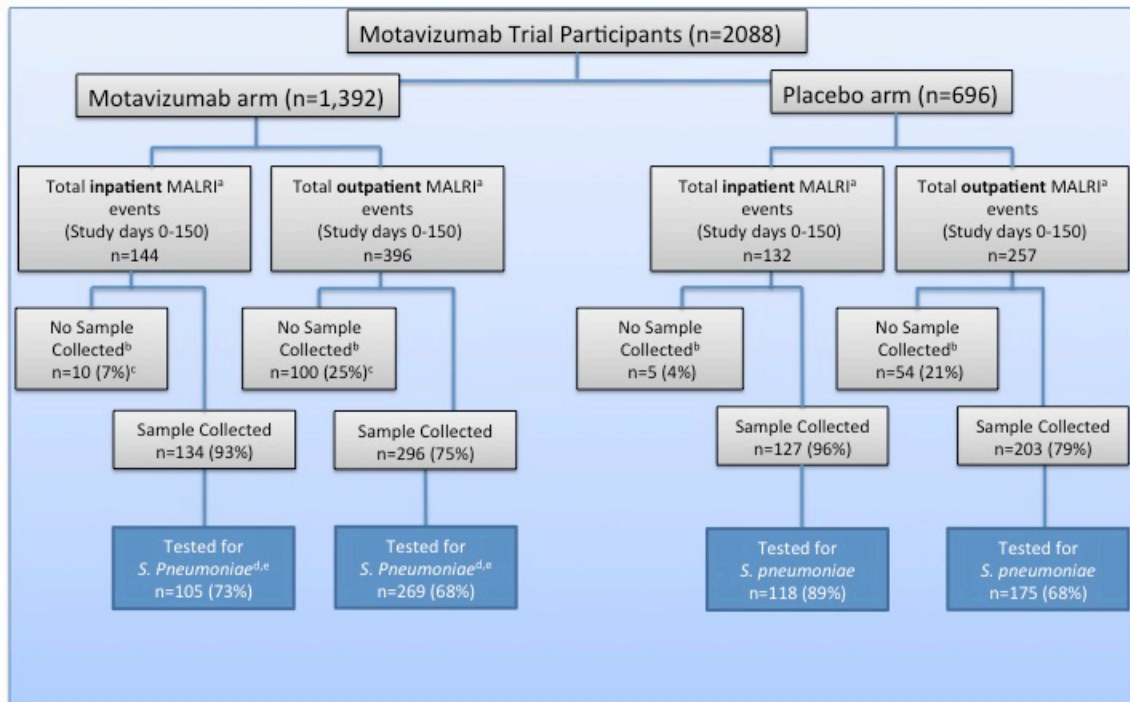 Motavizumab Trial Participants (n=2088)
Motavizumab arm (n=1,392)
Placebo arm (n=696)
Total inpatient MALRIᵃ
events
(Study days 0-150)
n=144
Total outpatient MALRIᵃ
events
(Study days 0-150)
n=396
Total inpatient MALRIᵃ
events
(Study days 0-150)
n=132
Total outpatient MALRIᵃ
events
(Study days 0-150)
n=257
No Sample
Collectedᵇ
n=10 (7%)ᶜ
No Sample
Collectedᵇ
n=100 (25%)ᶜ
No Sample
Collectedᵇ
n=5 (4%)
No Sample
Collectedᵇ
n=54 (21%)
Sample Collected
n=134 (93%)
Sample Collected
n=296 (75%)
Sample Collected
n=127 (96%)
Sample Collected
n=203 (79%)
Tested for
S. Pneumoniaeᵈ,ᵉ
n=105 (73%)
Tested for
S. Pneumoniaeᵈ,ᵉ
n=269 (68%)
Tested for
S. pneumoniae
n=118 (89%)
Tested for
S. pneumoniae
n=175 (68%)